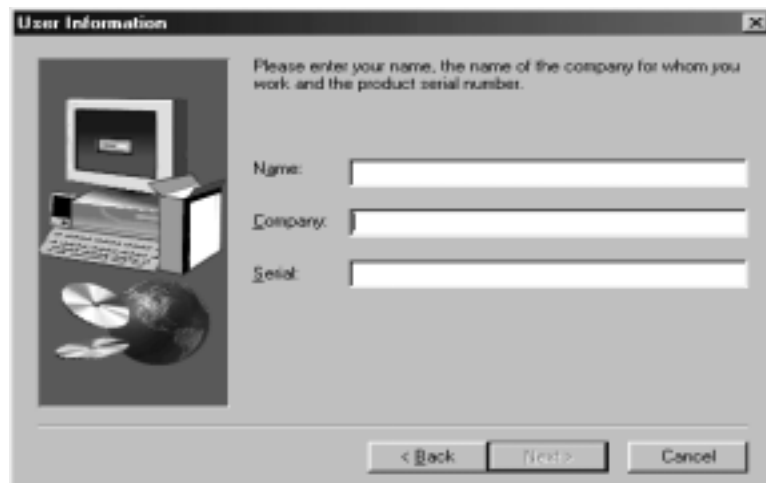 User Information
Please enter your name, the name of the company for whom you
work and the product serial number.
Name:
Company:
Serial:
< Back
Next >
Cancel